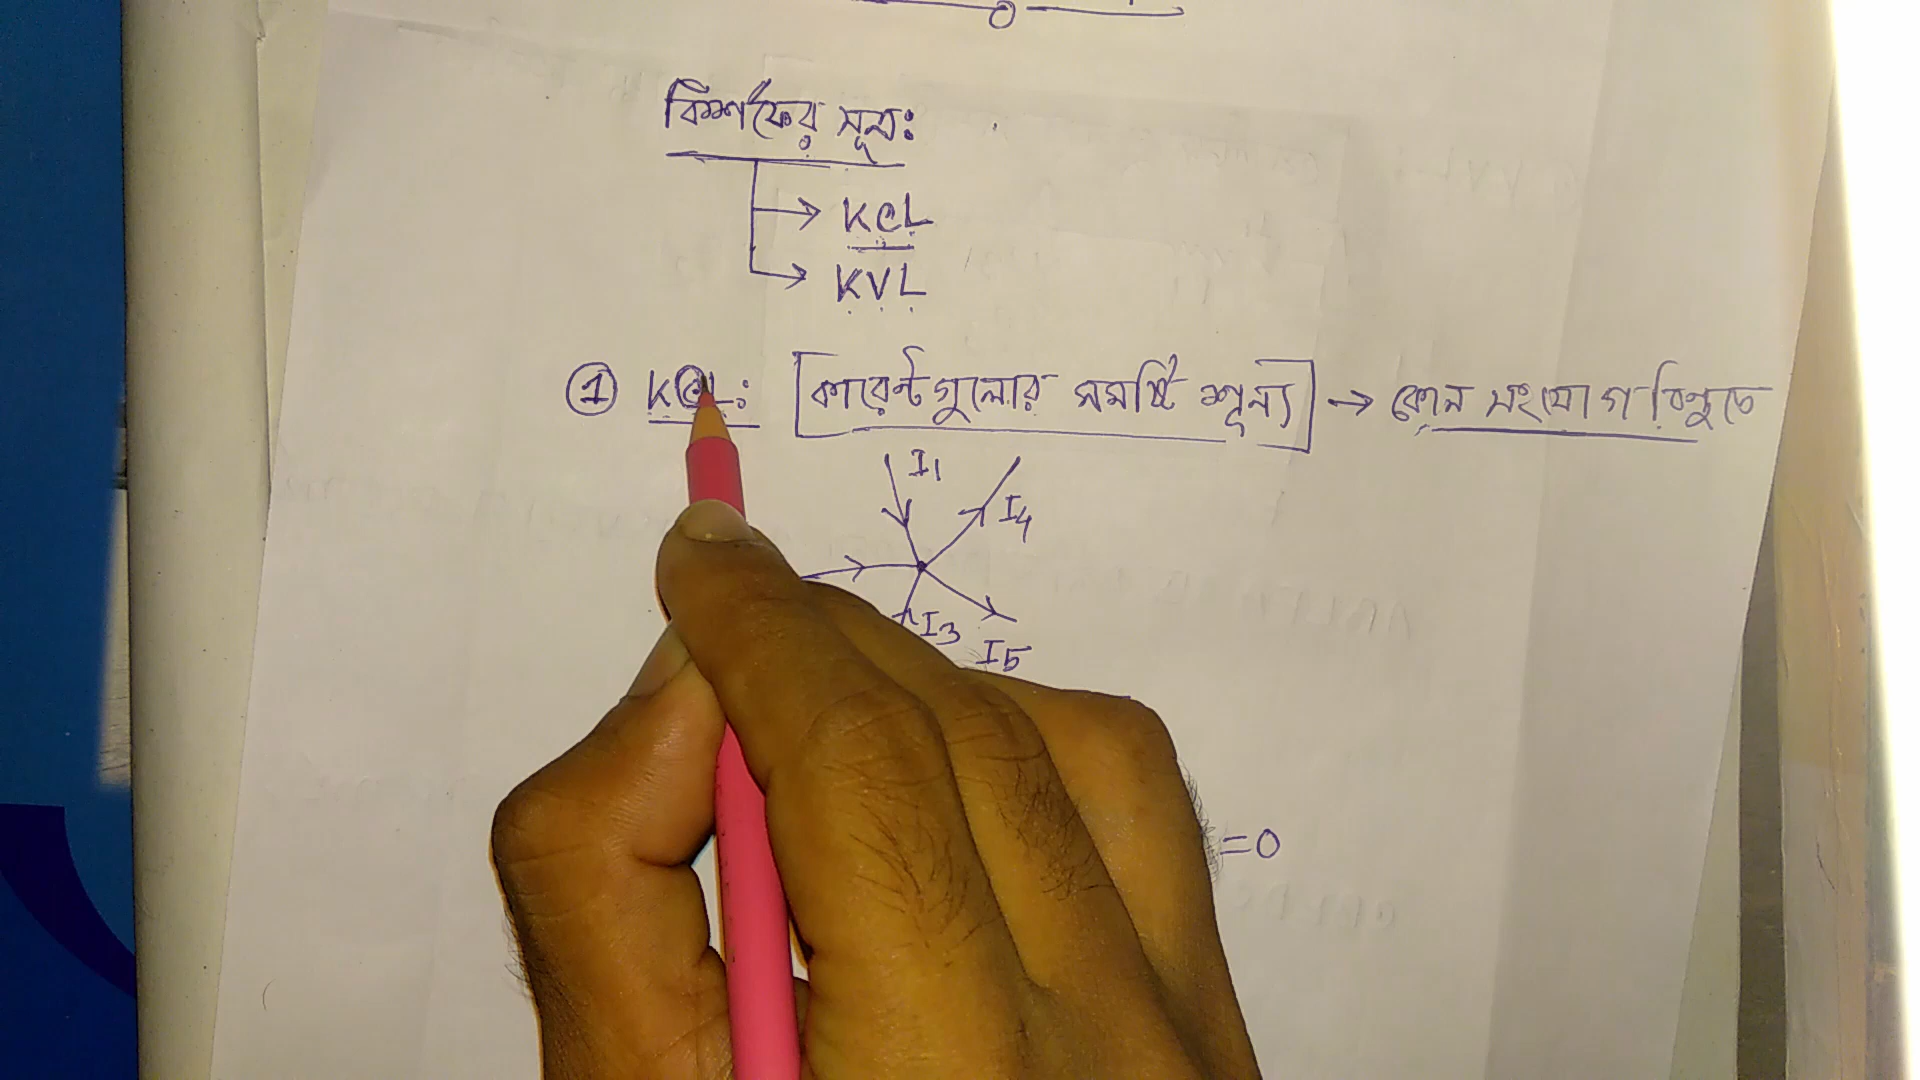 কির্শফের সূত্রঃ
KCL
KVL
① KCL: [কারেন্টগুলোর সমষ্টি শূন্য] → কোন সংযোগ বিন্দুতে
I1
I4
I3
I5
=0